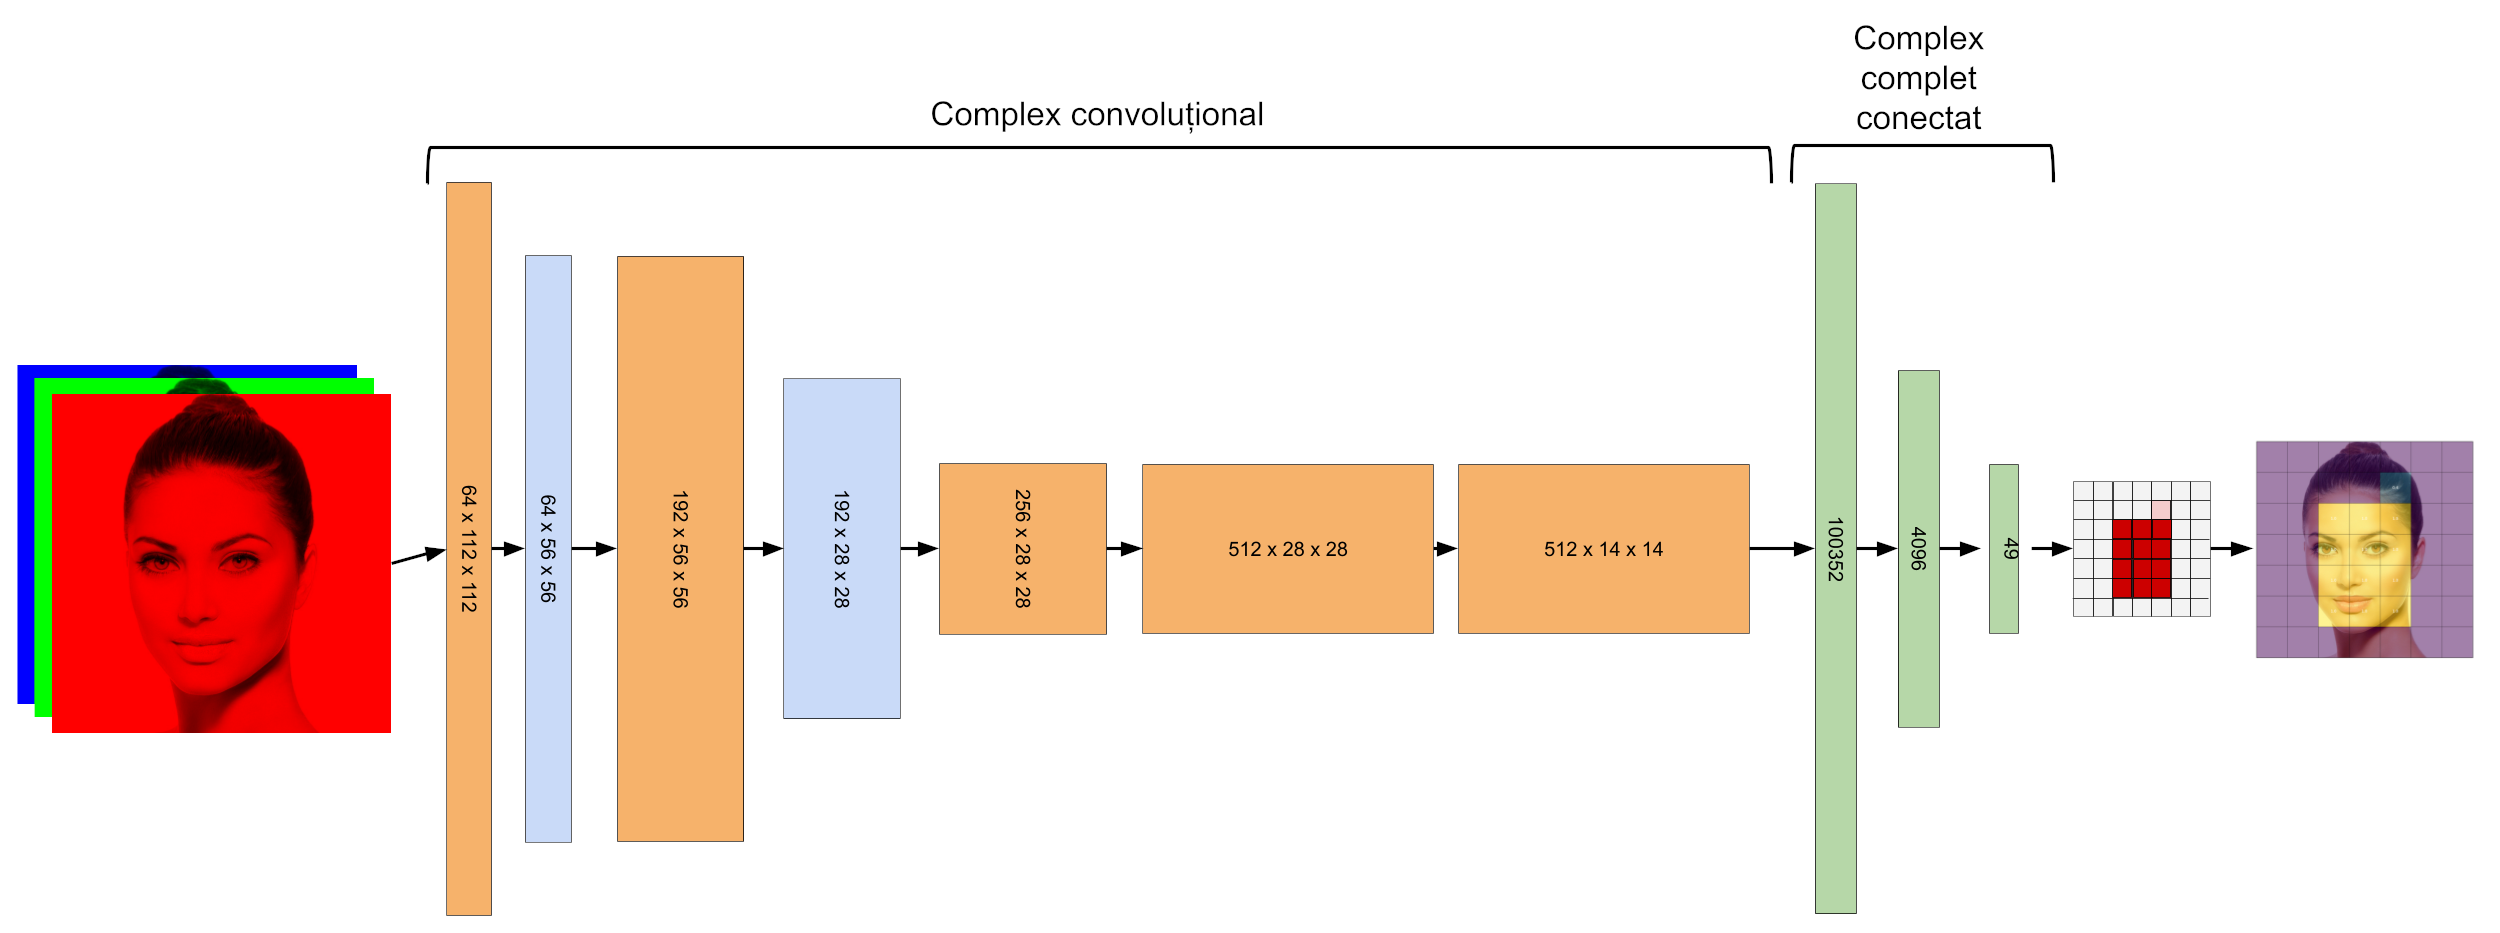 Complex convoluțional
Complex
complet
conectat
64 x 112 x 112
64 x 56 x 56
192 x 56 x 56
192 x 28 x 28
256 x 28 x 28
512 x 28 x 28
512 x 14 x 14
100352
4096
49